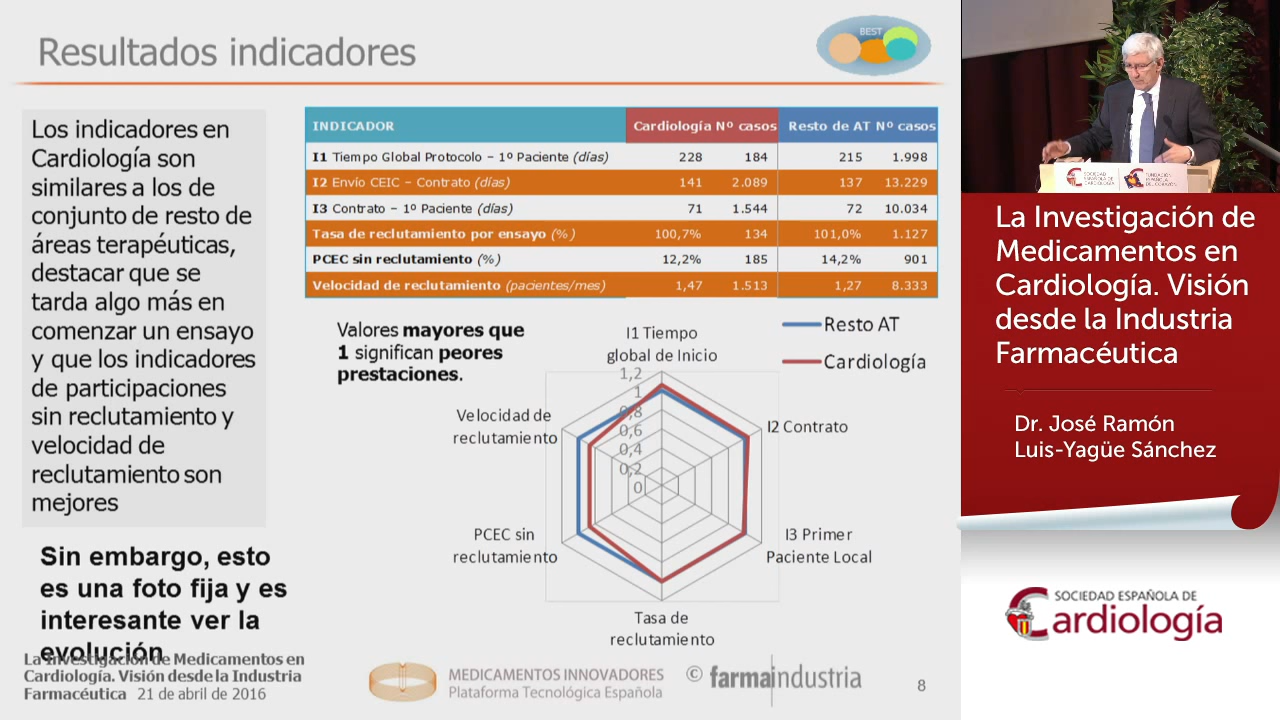 Resultados indicadores
BEST
Los indicadores en
Cardiología son
similares a los de
conjunto de resto de
áreas terapéuticas,
destacar que se
tarda algo más en
comenzar un ensayo
y que los indicadores
de participaciones
sin reclutamiento y
velocidad de
reclutamiento son
mejores
Sin embargo, esto
es una foto fija y es
interesante ver la
evolución
INDICADOR Cardiología Nº casos Resto de AT Nº casos
I1 Tiempo Global Protocolo – 1º Paciente (días) 228 184 215 1.998
I2 Envío CEIC – Contrato (días) 141 2.089 137 13.229
I3 Contrato – 1º Paciente (días) 71 1.544 72 10.034
Tasa de reclutamiento por ensayo (%) 100,7% 134 101,0% 1.127
PCEC sin reclutamiento (%) 12,2% 185 14,2% 901
Velocidad de reclutamiento (pacientes/mes) 1,47 1.513 1,27 8.333
Valores mayores que
1 significan peores
prestaciones.
Resto AT
Cardiología
I1 Tiempo
global de Inicio
1,2
1
0,8
0,6
0,4
0,2
0
I2 Contrato
I3 Primer
Paciente Local
Tasa de
reclutamiento
PCEC sin
reclutamiento
Velocidad de
reclutamiento
La Investigación de Medicamentos en
Cardiología. Visión desde la Industria
Farmacéutica 21 de abril de 2016
MEDICAMENTOS INNOVADORES
Plataforma Tecnológica Española
© farmaindustria
8
SOCIEDAD
ESPAÑOLA DE
CARDIOLOGÍA
FUNDACIÓN
ESPAÑOLA
DEL CORAZÓN
La Investigación de
Medicamentos en
Cardiología. Visión
desde la Industria
Farmacéutica
Dr. José Ramón
Luis-Yagüe Sánchez
SOCIEDAD ESPAÑOLA DE
Cardiología